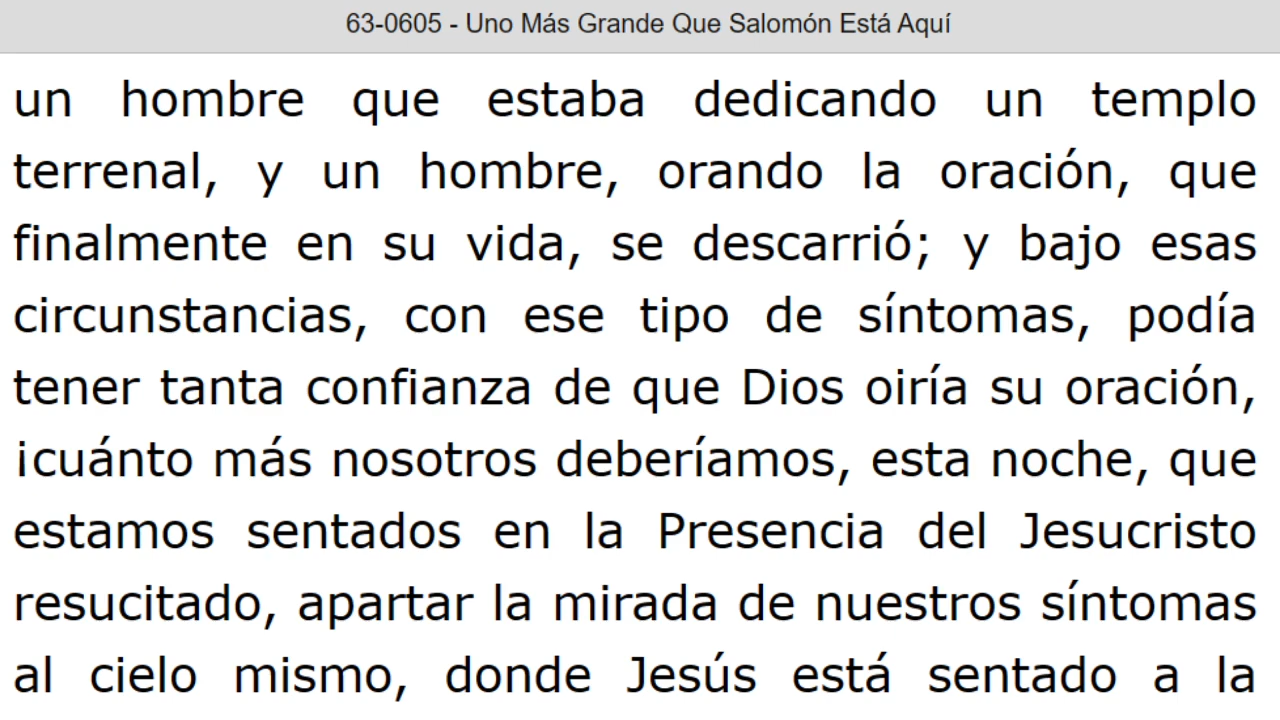 63-0605 - Uno Más Grande Que Salomón Está Aquí
un hombre que estaba dedicando un templo
terrenal, y un hombre, orando la oración, que
finalmente en su vida, se descarrió; y bajo esas
circunstancias, con ese tipo de síntomas, podía
tener tanta confianza de que Dios oiría su oración,
¡cuánto más nosotros deberíamos, esta noche, que
estamos sentados en la Presencia del Jesucristo
resucitado, apartar la mirada de nuestros síntomas
al cielo mismo, donde Jesús está sentado a la